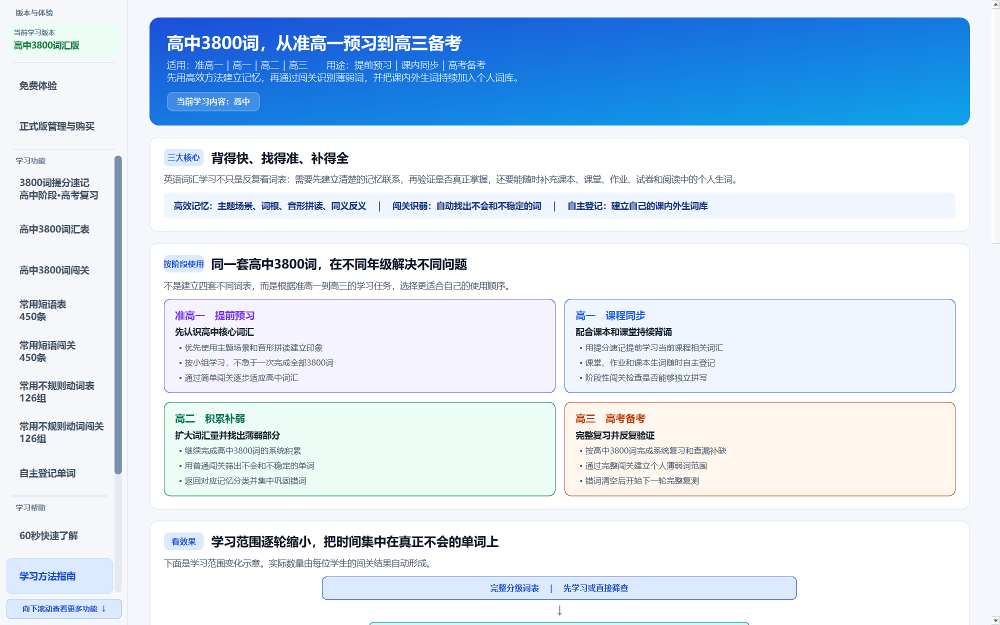 版本与体验
当前学习版本
高中3800词汇版
免费体验
正式版管理与购买
学习功能
3800词提分速记
高中阶段•高考复习
高中3800词汇表
高中3800词闯关
常用短语表
450条
常用短语闯关
450条
常用不规则动词表
126组
常用不规则动词闯关
126组
自主登记单词
学习帮助
60秒快速了解
学习方法指南
向下滚动查看更多功能 ↓
高中3800词，从准高一预习到高三备考
适用：准高一 | 高一 | 高二 | 高三　　用途：提前预习 | 课内同步 | 高考备考
先用高效方法建立记忆，再通过闯关识别薄弱词，并把课内外生词持续加入个人词库。
当前学习内容：高中
三大核心 背得快、找得准、补得全
英语词汇学习不只是反复看词表：需要先建立清楚的记忆联系，再验证是否真正掌握，还要能随时补充课本、课堂、作业、试卷和阅读中的个人生词。
高效记忆：主题场景、词根、音形拼读、同义反义　|　闯关识弱：自动找出不会和不稳定的词　|　自主登记：建立自己的课内外生词库
按阶段使用 同一套高中3800词，在不同年级解决不同问题
不是建立四套不同词表，而是根据准高一到高三的学习任务，选择更适合自己的使用顺序。
准高一　提前预习
先认识高中核心词汇
• 优先使用主题场景和音形拼读建立印象
• 按小组学习，不急于一次完成全部3800词
• 通过简单闯关逐步适应高中词汇
高一　课程同步
配合课本和课堂持续背诵
• 用提分速记提前学习当前课程相关词汇
• 课堂、作业和课本生词随时自主登记
• 阶段性闯关检查是否能够独立拼写
高二　积累补弱
扩大词汇量并找出薄弱部分
• 继续完成高中3800词的系统积累
• 用普通闯关筛出不会和不稳定的单词
• 返回对应记忆分类并集中巩固错词
高三　高考备考
完整复习并反复验证
• 按高中3800词完成系统复习和查漏补缺
• 通过完整闯关建立个人薄弱词范围
• 错词清空后开始下一轮完整复测
看效果 学习范围逐轮缩小，把时间集中在真正不会的单词上
下面是学习范围变化示意。实际数量由每位学生的闯关结果自动形成。
完整分级词表　|　先学习或直接筛查
↓